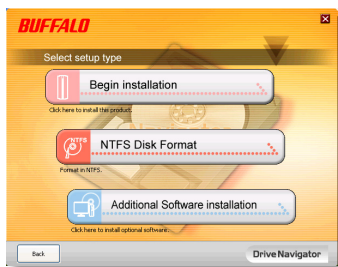 BUFFALO
Select setup type
Begin installation
Click here to install this product.
NTFS
NTFS Disk Format
Format in NTFS.
Additional Software installation
Click here to install optional software.
Back
DriveNavigator